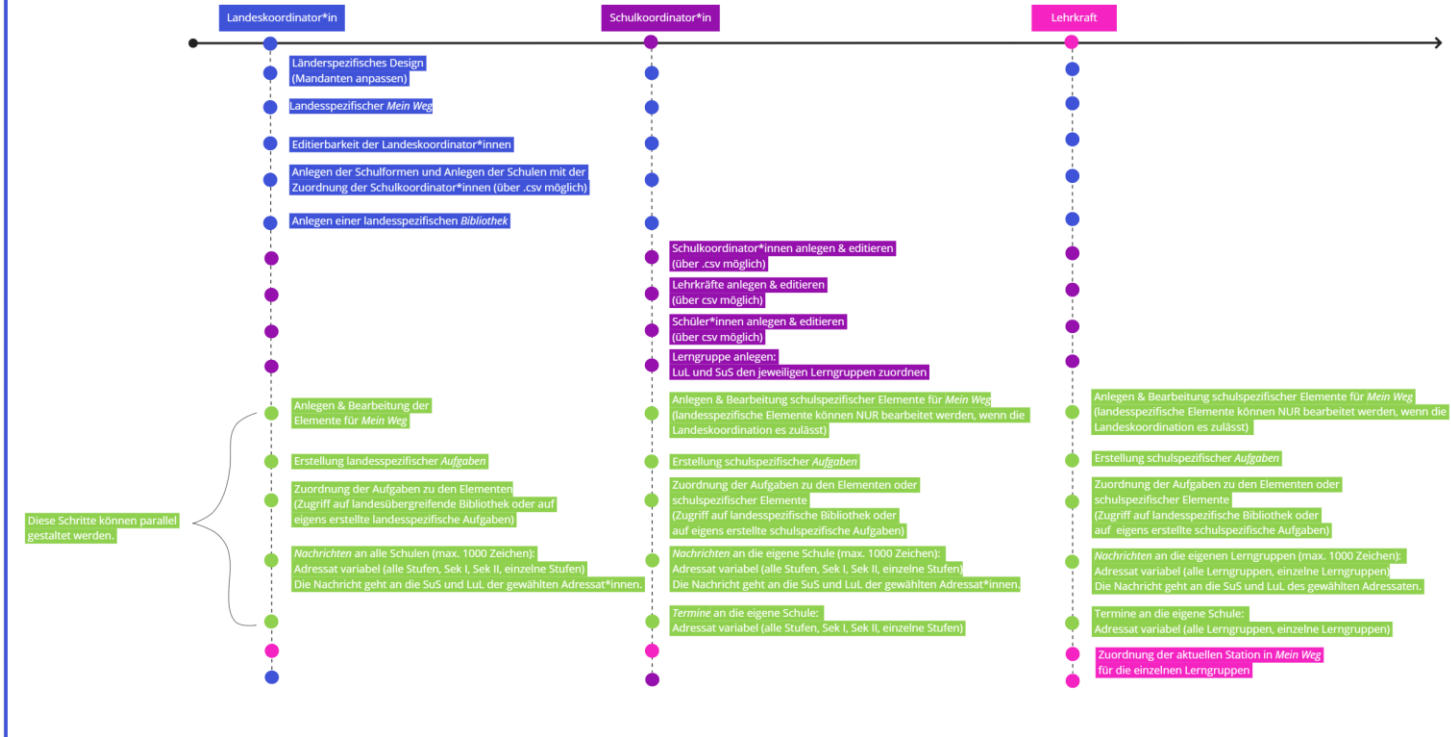 Landeskoordinator*in
Schulkoordinator*in
Lehrkraft
Länderspezifisches Design
(Mandanten anpassen)
Landesspezifischer Mein Weg
Editierbarkeit der Landeskoordinator*innen
Anlegen der Schulformen und Anlegen der Schulen mit der
Zuordnung der Schulkoordinator*innen (über .csv möglich)
Anlegen einer landesspezifischen Bibliothek
Schulkoordinator*innen anlegen & editieren
(über .csv möglich)
Lehrkräfte anlegen & editieren
(über csv möglich)
Schüler*innen anlegen & editieren
(über csv möglich)
Lerngruppe anlegen:
LuL und SuS den jeweiligen Lerngruppen zuordnen
Diese Schritte können parallel
gestaltet werden.
Anlegen & Bearbeitung der
Elemente für Mein Weg
Erstellung landesspezifischer Aufgaben
Zuordnung der Aufgaben zu den Elementen
(Zugriff auf landesübergreifende Bibliothek oder auf
eigens erstellte landesspezifische Aufgaben)
Nachrichten an alle Schulen (max. 1000 Zeichen):
Adressat variabel (alle Stufen, Sek I, Sek II, einzelne Stufen)
Die Nachricht geht an die SuS und LuL der gewählten Adressat*innen.
Anlegen & Bearbeitung schulspezifischer Elemente für Mein Weg
(landesspezifische Elemente können NUR bearbeitet werden, wenn die
Landeskoordination es zulässt)
Erstellung schulspezifischer Aufgaben
Zuordnung der Aufgaben zu den Elementen oder
schulspezifischer Elemente
(Zugriff auf landesspezifische Bibliothek oder
auf eigens erstellte schulspezifische Aufgaben)
Nachrichten an die eigene Schule (max. 1000 Zeichen):
Adressat variabel (alle Stufen, Sek I, Sek II, einzelne Stufen)
Die Nachricht geht an die SuS und LuL der gewählten Adressat*innen.
Termine an die eigene Schule:
Adressat variabel (alle Stufen, Sek I, Sek II, einzelne Stufen)
Anlegen & Bearbeitung schulspezifischer Elemente für Mein Weg
(landesspezifische Elemente können NUR bearbeitet werden, wenn die
Landeskoordination es zulässt)
Erstellung schulspezifischer Aufgaben
Zuordnung der Aufgaben zu den Elementen oder
schulspezifischer Elemente
(Zugriff auf landesspezifische Bibliothek oder
auf eigens erstellte schulspezifische Aufgaben)
Nachrichten an die eigenen Lerngruppen (max. 1000 Zeichen):
Adressat variabel (alle Lerngruppen, einzelne Lerngruppen)
Die Nachricht geht an die SuS und LuL des gewählten Adressaten.
Termine an die eigene Schule:
Adressat variabel (alle Lerngruppen, einzelne Lerngruppen)
Zuordnung der aktuellen Station in Mein Weg
für die einzelnen Lerngruppen